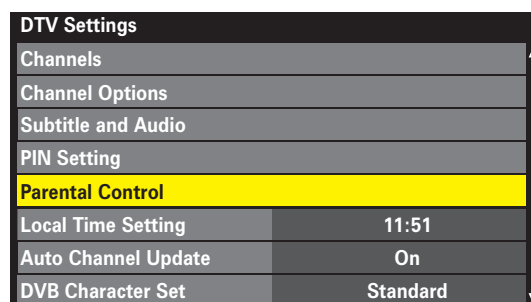 DTV Settings
Channels
Channel Options
Subtitle and Audio
PIN Setting
Parental Control
Local Time Setting 11:51
Auto Channel Update On
DVB Character Set Standard